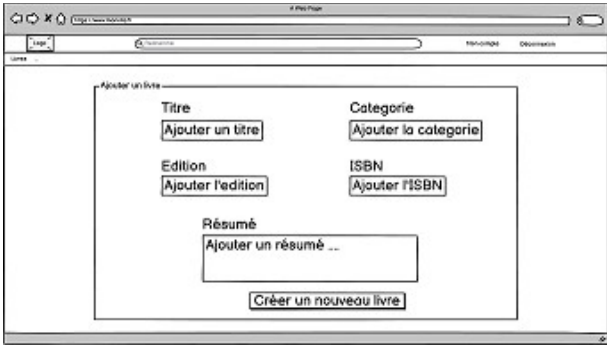 A Web Page
Logo
Recherche
Mon compte
Déconnexion
Livres
Ajouter un livre
Titre
Categorie
Ajouter un titre
Ajouter la categorie
Edition
ISBN
Ajouter l'edition
Ajouter l'ISBN
Résumé
Ajouter un résumé ...
Créer un nouveau livre